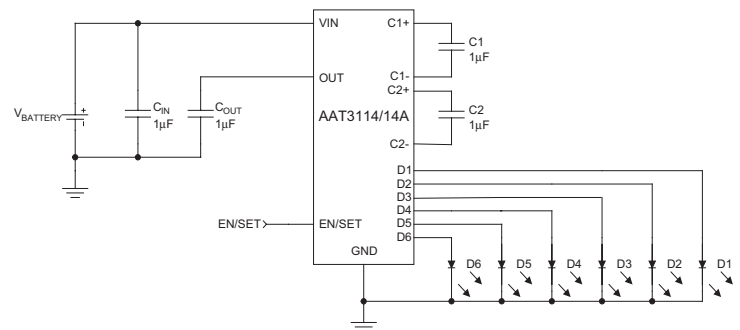 VIN
C1+
C1
1µF
C1-
OUT
C2+
C2
1µF
C2-
AAT3114/14A
VBATTERY
+
-
CIN
1µF
COUT
1µF
D1
D2
D3
D4
D5
D6
EN/SET
EN/SET
GND
D6
D5
D4
D3
D2
D1